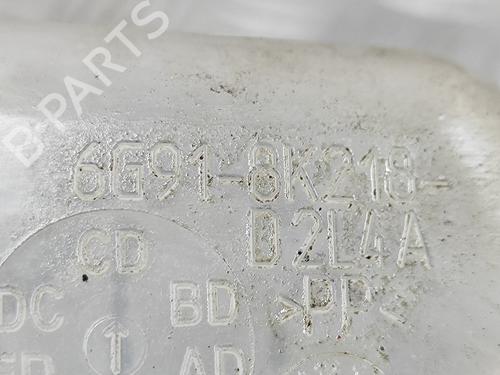 B-PARTS
6G91-8K218-
D2L4A
>PP<
CD
DC
BD
AD